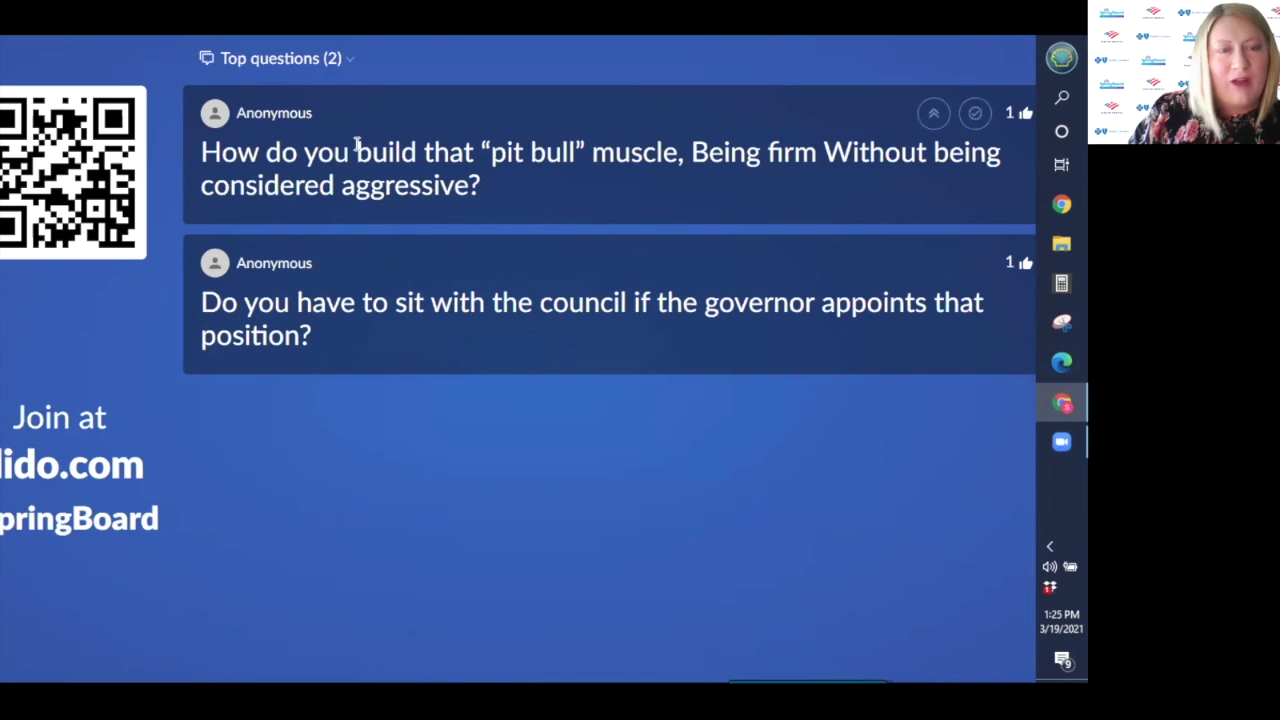 Top questions (2)
Anonymous
1
How do you build that “pit bull” muscle, Being firm Without being
considered aggressive?
Anonymous
1
Do you have to sit with the council if the governor appoints that
position?
Join at
lido.com
pringBoard
1:25 PM
3/19/2021
9